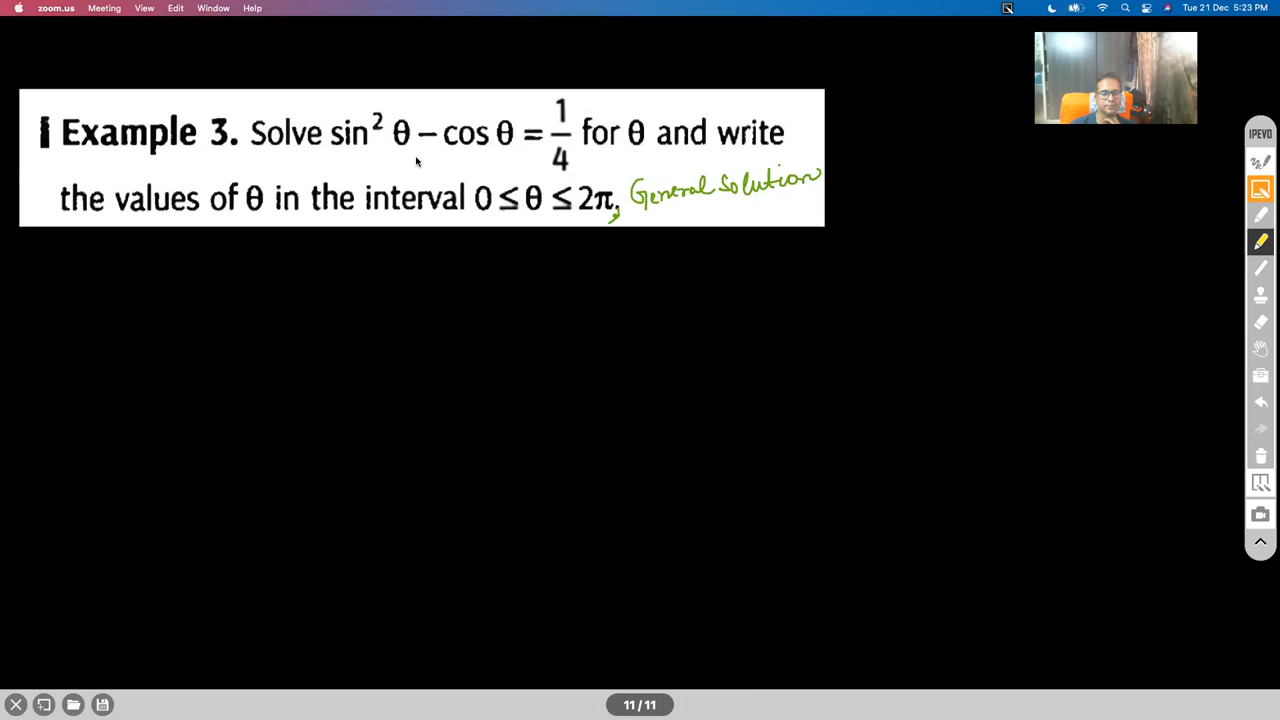 zoom.us Meeting View Edit Window Help Tue 21 Dec 5:23 PM
Example 3. Solve sin² θ – cos θ = 1/4 for θ and write
the values of θ in the interval 0 ≤ θ ≤ 2π, General Solution
IPEVO
11 / 11